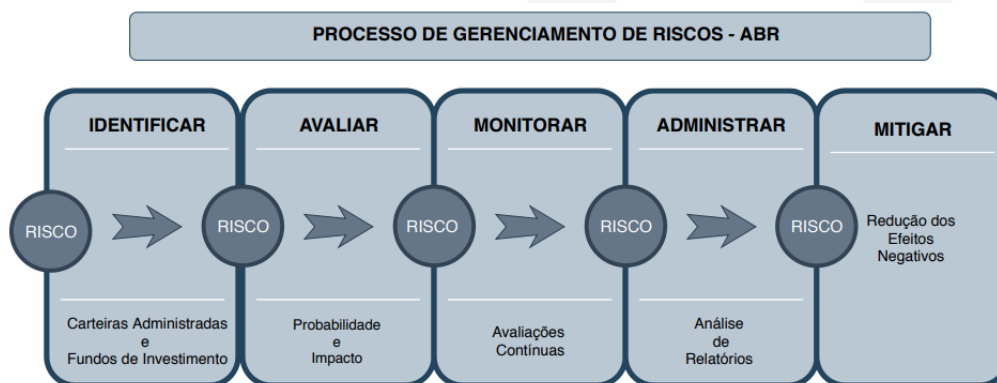 PROCESSO DE GERENCIAMENTO DE RISCOS - ABR
IDENTIFICAR
RISCO
Carteiras Administradas
e
Fundos de Investimento
AVALIAR
RISCO
Probabilidade
e
Impacto
MONITORAR
RISCO
Avaliações
Contínuas
ADMINISTRAR
RISCO
Análise
de
Relatórios
MITIGAR
RISCO
Redução dos
Efeitos
Negativos